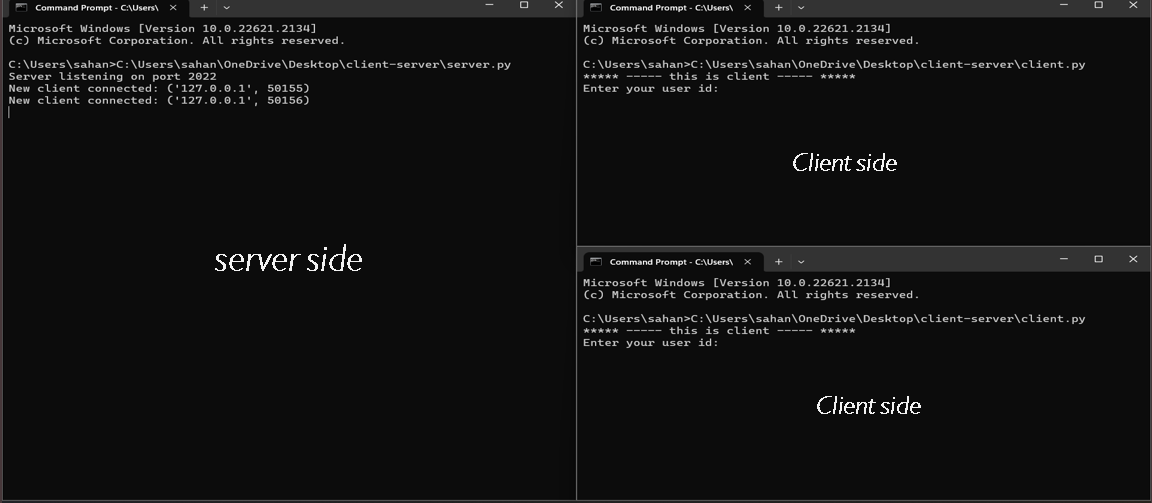 Command Prompt - C:\Users\
Microsoft Windows [Version 10.0.22621.2134]
(c) Microsoft Corporation. All rights reserved.
C:\Users\sahan>C:\Users\sahan\OneDrive\Desktop\client-server\server.py
Server listening on port 2022
New client connected: ('127.0.0.1', 50155)
New client connected: ('127.0.0.1', 50156)
server side
Command Prompt - C:\Users\
Microsoft Windows [Version 10.0.22621.2134]
(c) Microsoft Corporation. All rights reserved.
C:\Users\sahan>C:\Users\sahan\OneDrive\Desktop\client-server\client.py
***** ----- this is client ----- *****
Enter your user id:
Client side
Command Prompt - C:\Users\
Microsoft Windows [Version 10.0.22621.2134]
(c) Microsoft Corporation. All rights reserved.
C:\Users\sahan>C:\Users\sahan\OneDrive\Desktop\client-server\client.py
***** ----- this is client ----- *****
Enter your user id:
Client side